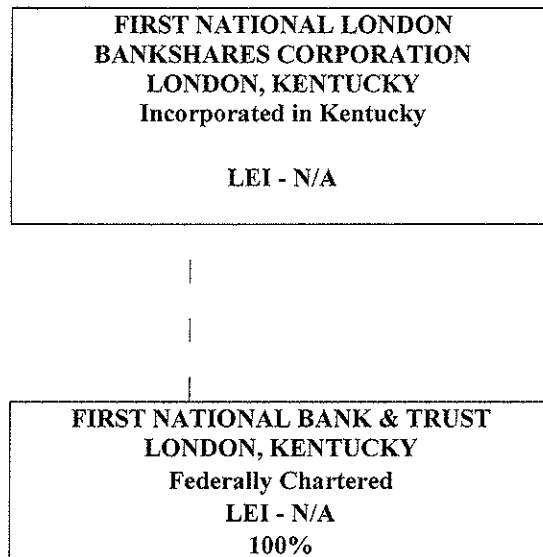 FIRST NATIONAL LONDON
BANKSHARES CORPORATION
LONDON, KENTUCKY
Incorporated in Kentucky
LEI - N/A
FIRST NATIONAL BANK & TRUST
LONDON, KENTUCKY
Federally Chartered
LEI - N/A
100%